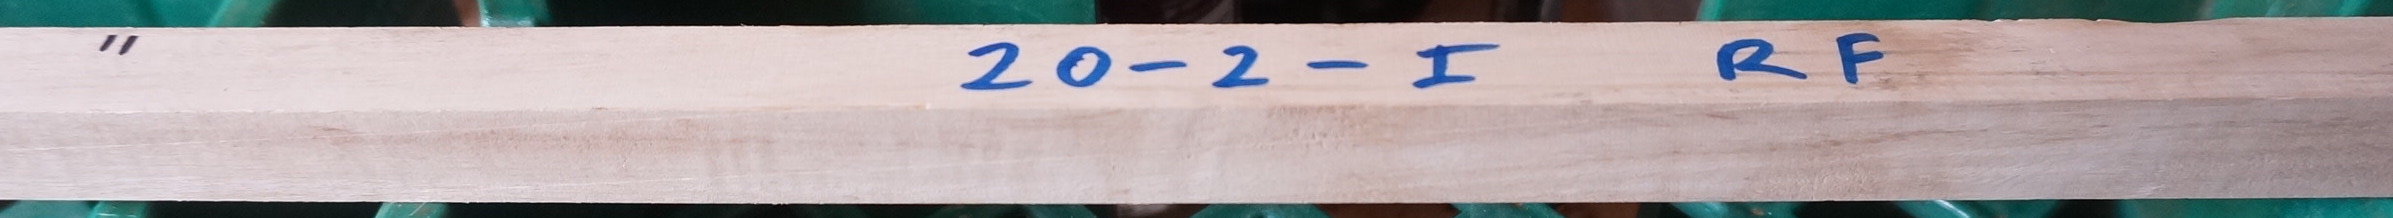 " 20-2-I RF